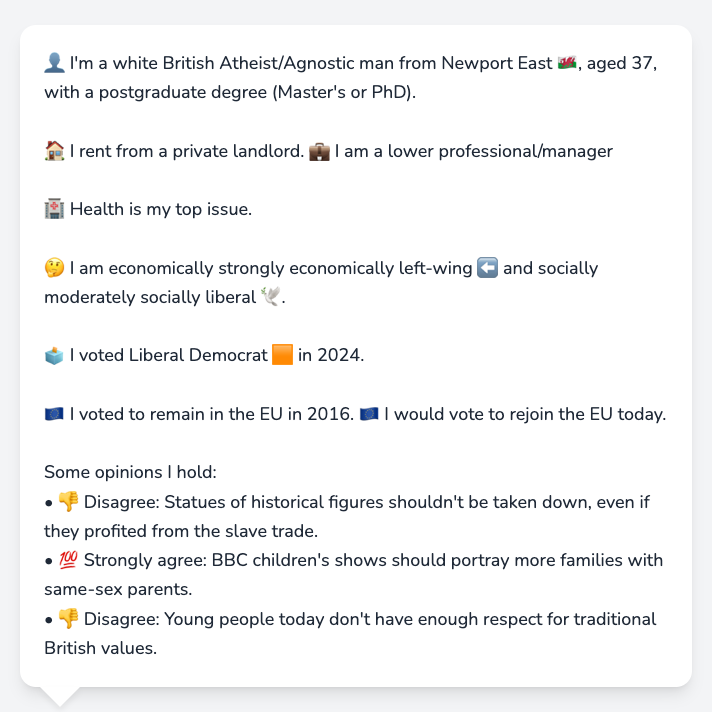 👤 I'm a white British Atheist/Agnostic man from Newport East 🏴󠁧󠁢󠁷󠁬󠁳󠁿, aged 37,
with a postgraduate degree (Master's or PhD).
🏠 I rent from a private landlord. 💼 I am a lower professional/manager
🏥 Health is my top issue.
🤔 I am economically strongly economically left-wing ⬅️ and socially
moderately socially liberal 🕊️.
🗳️ I voted Liberal Democrat 🟧 in 2024.
🇪🇺 I voted to remain in the EU in 2016. 🇪🇺 I would vote to rejoin the EU today.
Some opinions I hold:
• 👎 Disagree: Statues of historical figures shouldn't be taken down, even if
they profited from the slave trade.
• 💯 Strongly agree: BBC children's shows should portray more families with
same-sex parents.
• 👎 Disagree: Young people today don't have enough respect for traditional
British values.